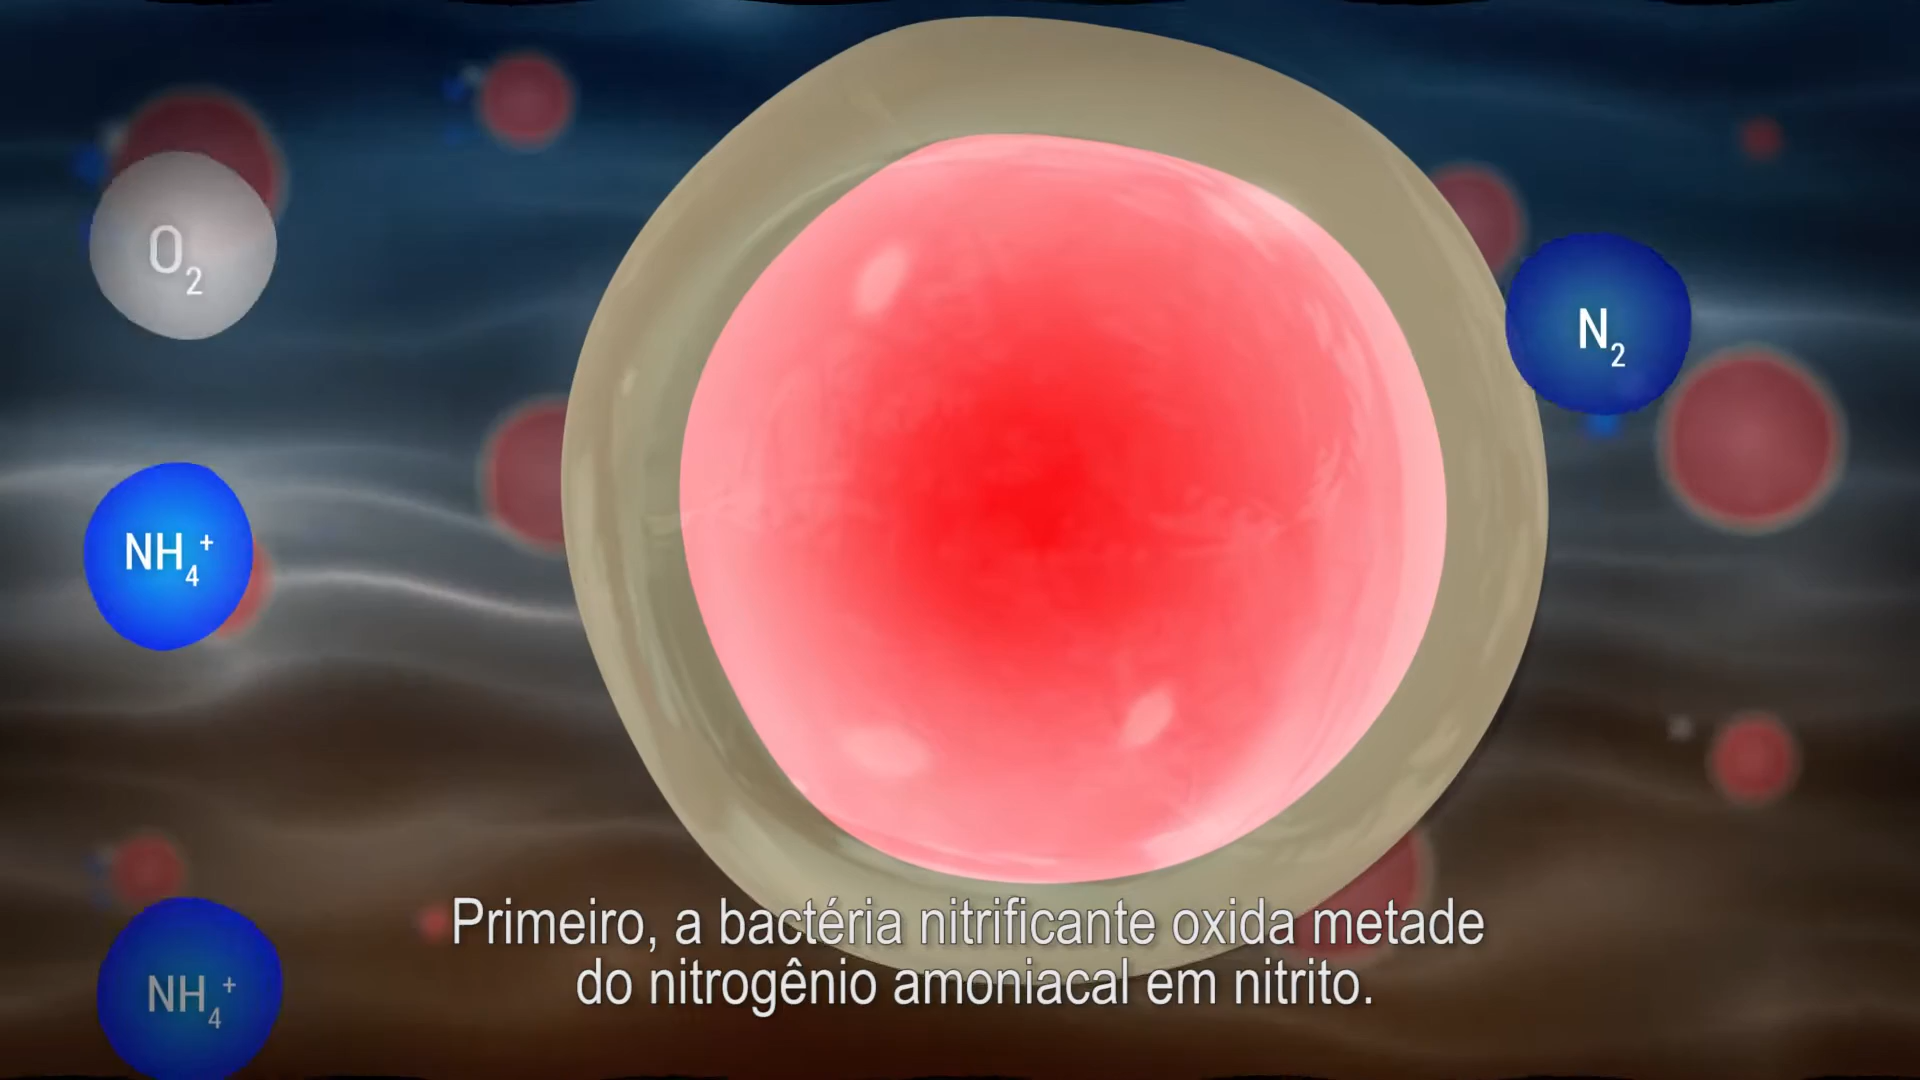 O₂
N₂
NH₄⁺
NH₄⁺
Primeiro, a bactéria nitrificante oxida metade
do nitrogênio amoniacal em nitrito.